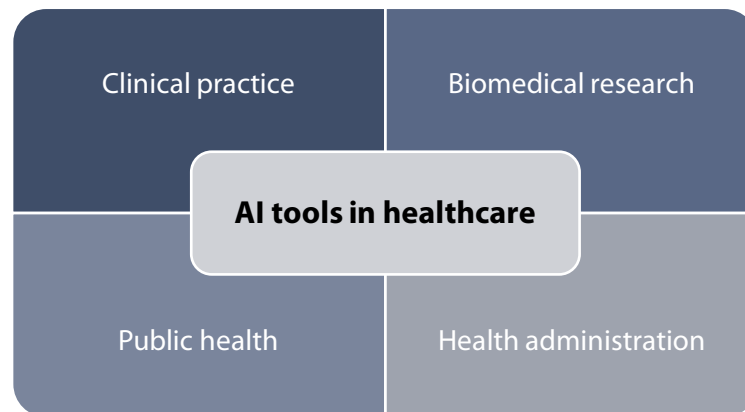 Clinical practice
Biomedical research
AI tools in healthcare
Public health
Health administration